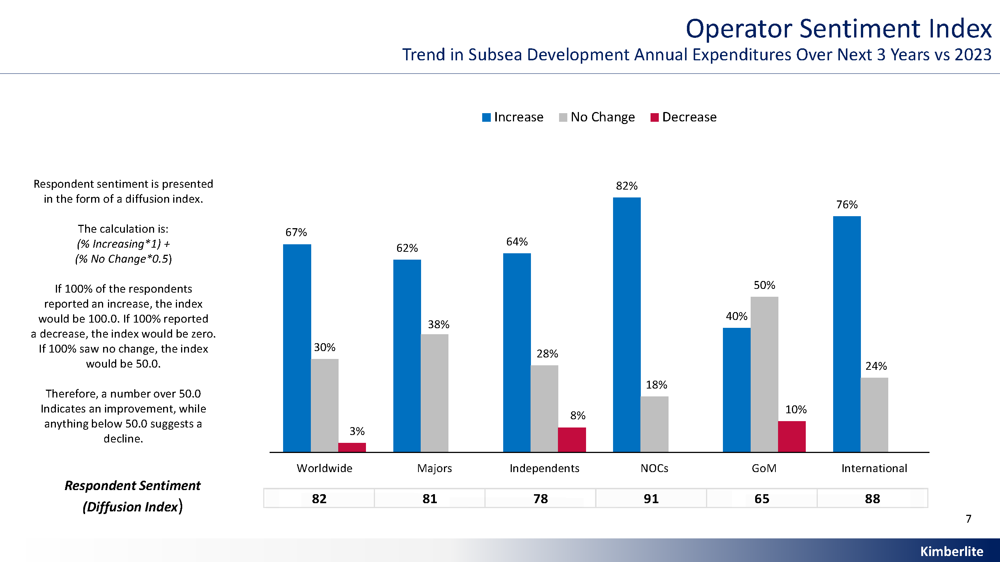 Operator Sentiment Index
Trend in Subsea Development Annual Expenditures Over Next 3 Years vs 2023
Increase No Change Decrease
Respondent sentiment is presented
in the form of a diffusion index.
The calculation is:
(% Increasing*1) +
(% No Change*0.5)
If 100% of the respondents
reported an increase, the index
would be 100.0. If 100% reported
a decrease, the index would be zero.
If 100% saw no change, the index
would be 50.0.
Therefore, a number over 50.0
Indicates an improvement, while
anything below 50.0 suggests a
decline.
67%
30%
3%
62%
38%
64%
28%
8%
82%
18%
40%
50%
10%
76%
24%
Worldwide Majors Independents NOCs GoM International
Respondent Sentiment
(Diffusion Index)
82 81 78 91 65 88
7
Kimberlite